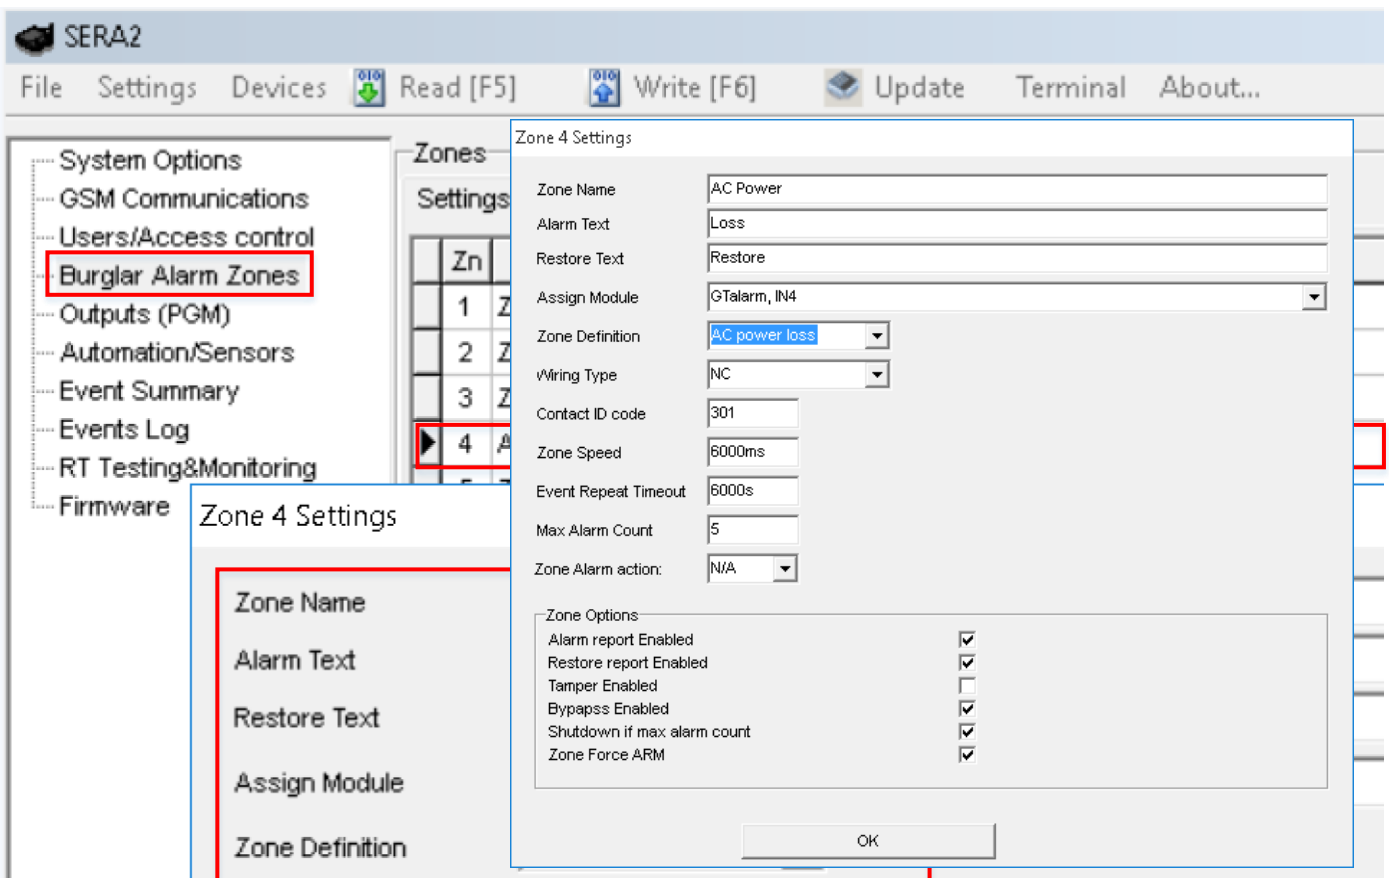 SERA2
File Settings Devices Read [F5] Write [F6] Update Terminal About...
System Options
GSM Communications
Users/Access control
Burglar Alarm Zones
Outputs (PGM)
Automation/Sensors
Event Summary
Events Log
RT Testing&Monitoring
Firmware
Zones
Settings
Zn
1 Z
2 Z
3 Z
4 A
Zone 4 Settings
Zone Name AC Power
Alarm Text Loss
Restore Text Restore
Assign Module GTalarm, IN4
Zone Definition AC power loss
Wiring Type NC
Contact ID code 301
Zone Speed 6000ms
Event Repeat Timeout 6000s
Max Alarm Count 5
Zone Alarm action: N/A
Zone Options
Alarm report Enabled
Restore report Enabled
Tamper Enabled
Bypapss Enabled
Shutdown if max alarm count
Zone Force ARM
OK
Zone 4 Settings
Zone Name
Alarm Text
Restore Text
Assign Module
Zone Definition